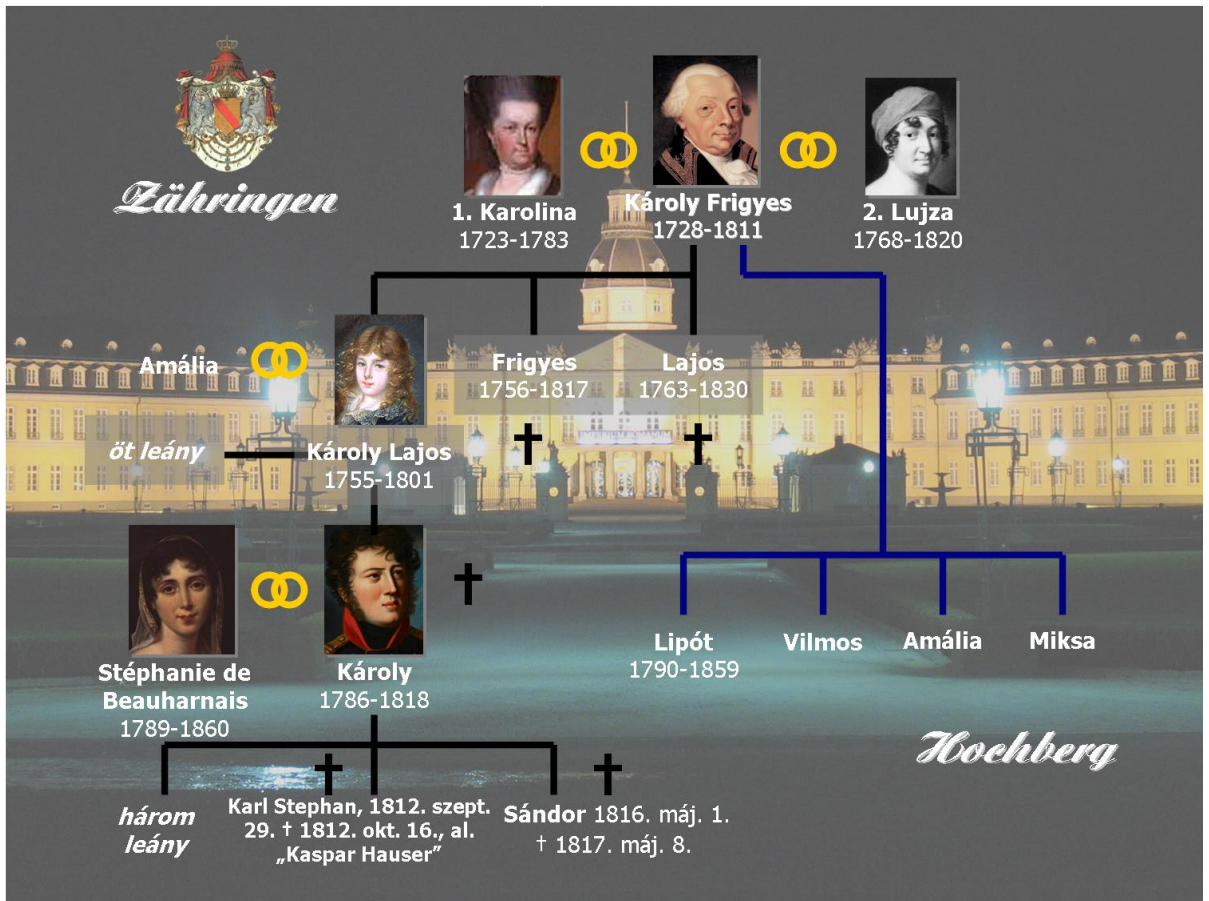 Zähringen
1. Karolina
1723-1783
Károly Frigyes
1728-1811
2. Lujza
1768-1820
Amália
öt leány
Károly Lajos
1755-1801
Frigyes
1756-1817
Lajos
1763-1830
Stéphanie de
Beauharnais
1789-1860
Károly
1786-1818
Lipót
1790-1859
Vilmos
Amália
Miksa
Hochberg
három
leány
Karl Stephan, 1812. szept.
29. † 1812. okt. 16., al.
„Kaspar Hauser”
Sándor 1816. máj. 1.
† 1817. máj. 8.